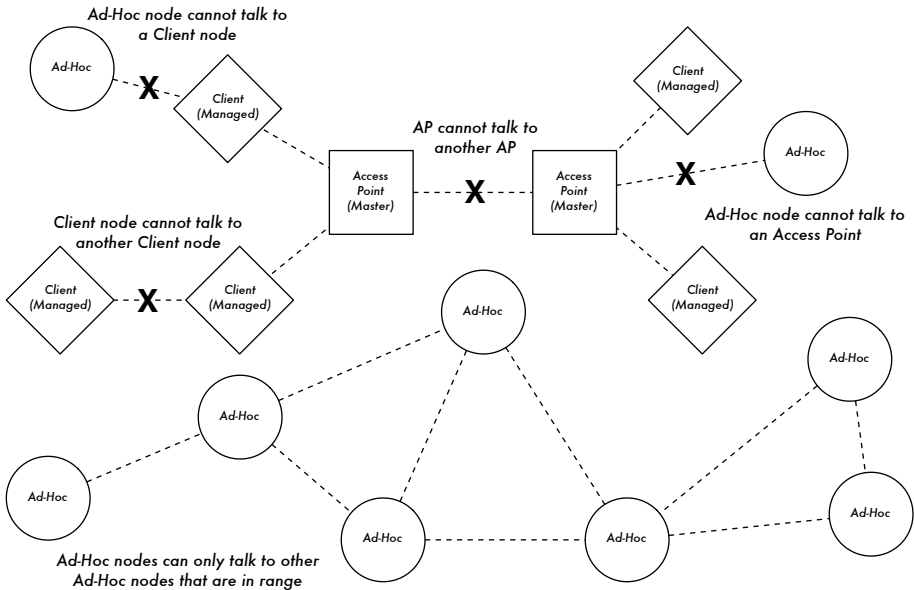 Ad-Hoc node cannot talk to
a Client node
Ad-Hoc
X
Client
(Managed)
Client
(Managed)
Ad-Hoc
AP cannot talk to
another AP
Access
Point
(Master)
X
Access
Point
(Master)
X
Ad-Hoc node cannot talk to
an Access Point
Client node cannot talk to
another Client node
Client
(Managed)
X
Client
(Managed)
Client
(Managed)
Ad-Hoc
Ad-Hoc
Ad-Hoc
Ad-Hoc
Ad-Hoc
Ad-Hoc
Ad-Hoc
Ad-Hoc nodes can only talk to other
Ad-Hoc nodes that are in range